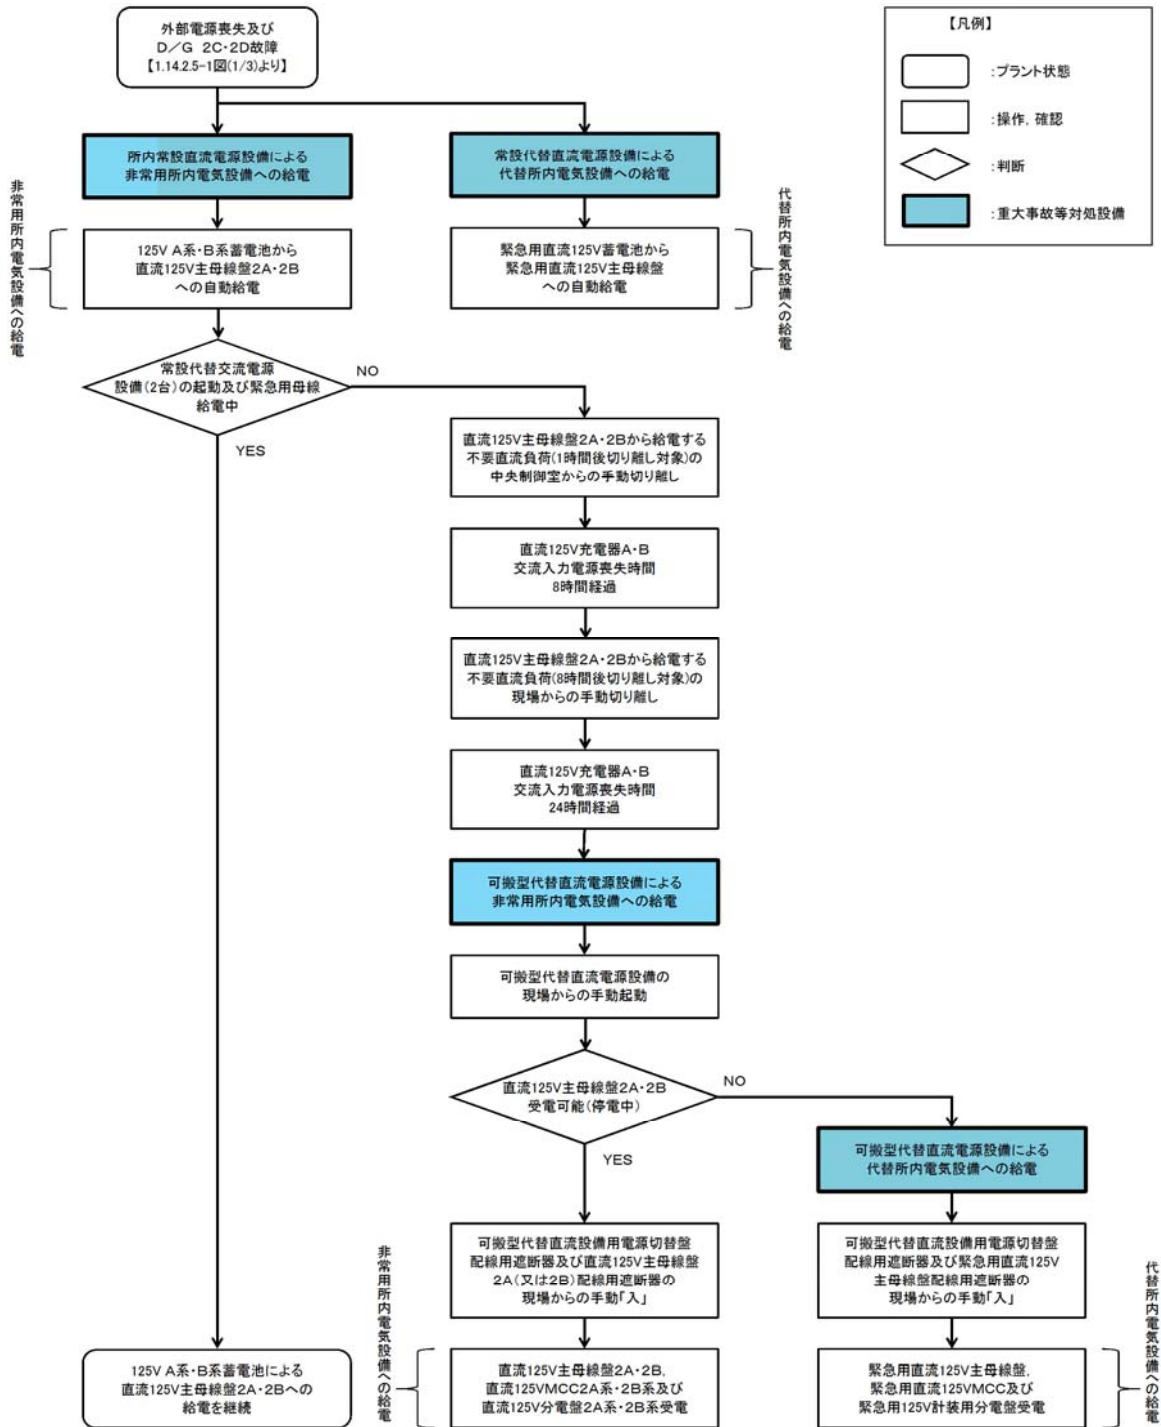 外部電源喪失及び
D/G 2C・2D故障
【1.14.2.5-1図(1/3)より】
【凡例】
:プラント状態
:操作, 確認
:判断
:重大事故等対処設備
所内常設直流電源設備による
非常用所内電気設備への給電
常設代替直流電源設備による
代替所内電気設備への給電
非常用所内電気設備への給電
125V A系・B系蓄電池から
直流125V主母線盤2A・2B
への自動給電
緊急用直流125V蓄電池から
緊急用直流125V主母線盤
への自動給電
代替所内電気設備への給電
常設代替交流電源
設備(2台)の起動及び緊急用母線
給電中
NO
YES
直流125V主母線盤2A・2Bから給電する
不要直流負荷(1時間後切り離し対象)の
中央制御室からの手動切り離し
直流125V充電器A・B
交流入力電源喪失時間
8時間経過
直流125V主母線盤2A・2Bから給電する
不要直流負荷(8時間後切り離し対象)の
現場からの手動切り離し
直流125V充電器A・B
交流入力電源喪失時間
24時間経過
可搬型代替直流電源設備による
非常用所内電気設備への給電
可搬型代替直流電源設備の
現場からの手動起動
直流125V主母線盤2A・2B
受電可能(停電中)
NO
YES
可搬型代替直流電源設備による
代替所内電気設備への給電
可搬型代替直流設備用電源切替盤
配線用遮断器及び直流125V主母線盤
2A(又は2B)配線用遮断器の
現場からの手動「入」
可搬型代替直流設備用電源切替盤
配線用遮断器及び緊急用直流125V
主母線盤配線用遮断器の
現場からの手動「入」
125V A系・B系蓄電池による
直流125V主母線盤2A・2Bへの
給電を継続
非常用所内電気設備への給電
直流125V主母線盤2A・2B,
直流125VMCC2A系・2B系及び
直流125V分電盤2A系・2B系受電
緊急用直流125V主母線盤,
緊急用直流125VMCC及び
緊急用125V計装用分電盤受電
代替所内電気設備への給電